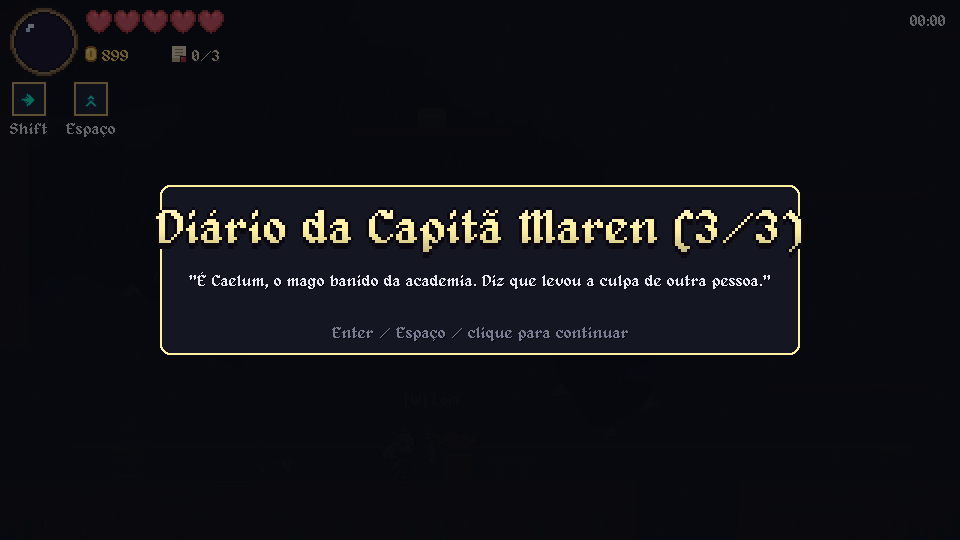 899
0/3
00:00
Shift
Espaço
Diário da Capitã Maren (3/3)
"É Caelum, o mago banido da academia. Diz que levou a culpa de outra pessoa."
Enter / Espaço / clique para continuar